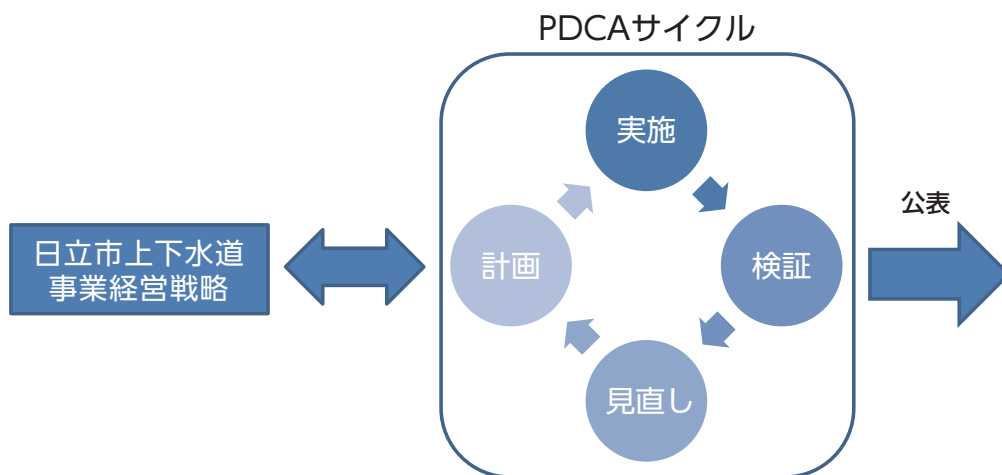 PDCAサイクル
実施
公表
日立市上下水道
事業経営戦略
計画
検証
見直し